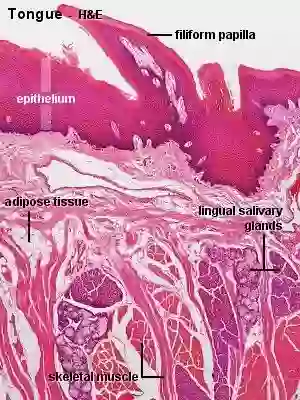 Tongue - H&E
filiform papilla
epithelium
adipose tissue
lingual salivary
glands
skeletal muscle